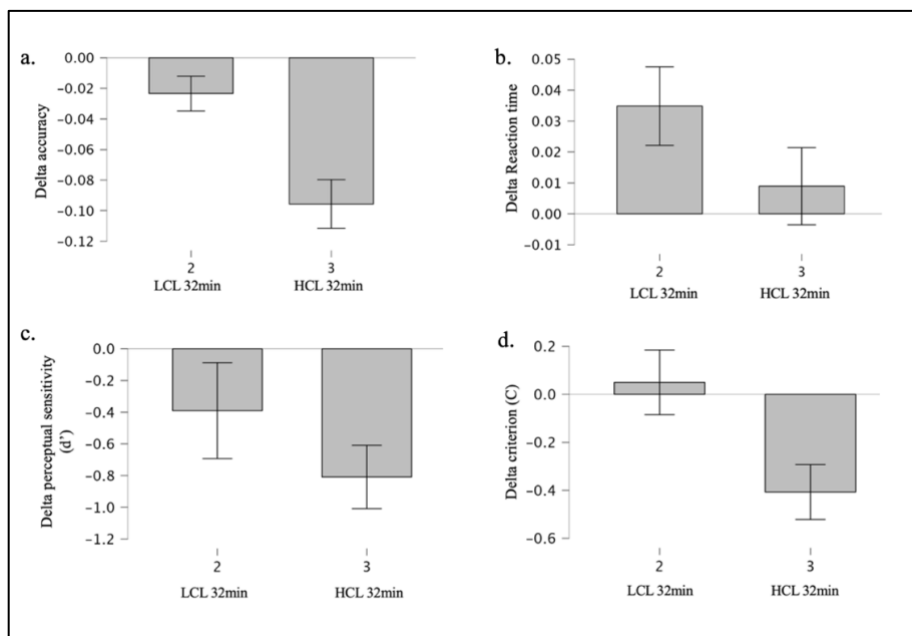 a.
0.00
−0.02
−0.04
−0.06
−0.08
−0.10
−0.12
Delta accuracy
2
3
LCL 32min
HCL 32min
b.
0.05
0.04
0.03
0.02
0.01
0.00
−0.01
Delta Reaction time
2
3
LCL 32min
HCL 32min
c.
0.0
−0.2
−0.4
−0.6
−0.8
−1.0
−1.2
Delta perceptual sensitivity
(d’)
2
3
LCL 32min
HCL 32min
d.
0.2
0.0
−0.2
−0.4
−0.6
Delta criterion (C)
2
3
LCL 32min
HCL 32min